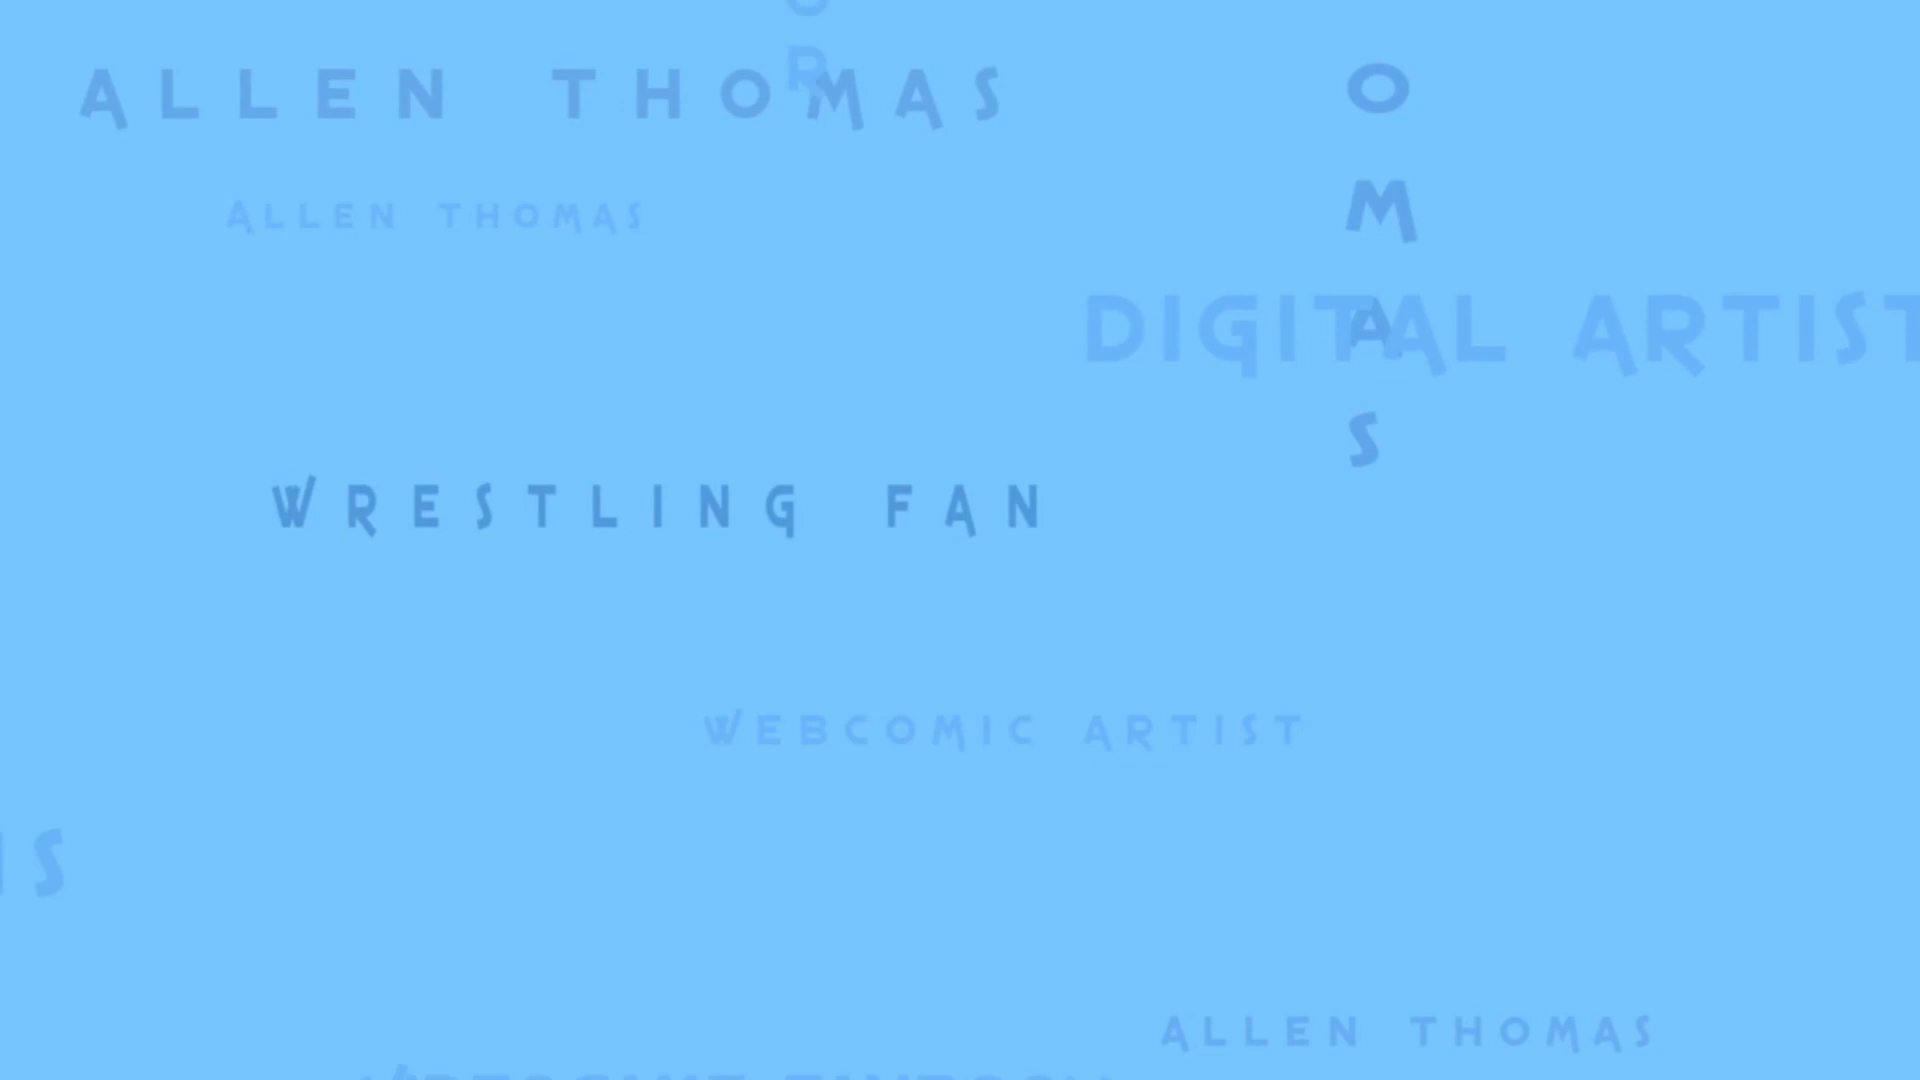 R
ALLEN THOMAS
O
M
A
S
ALLEN THOMAS
DIGITAL ARTIST
WRESTLING FAN
WEBCOMIC ARTIST
S
ALLEN THOMAS